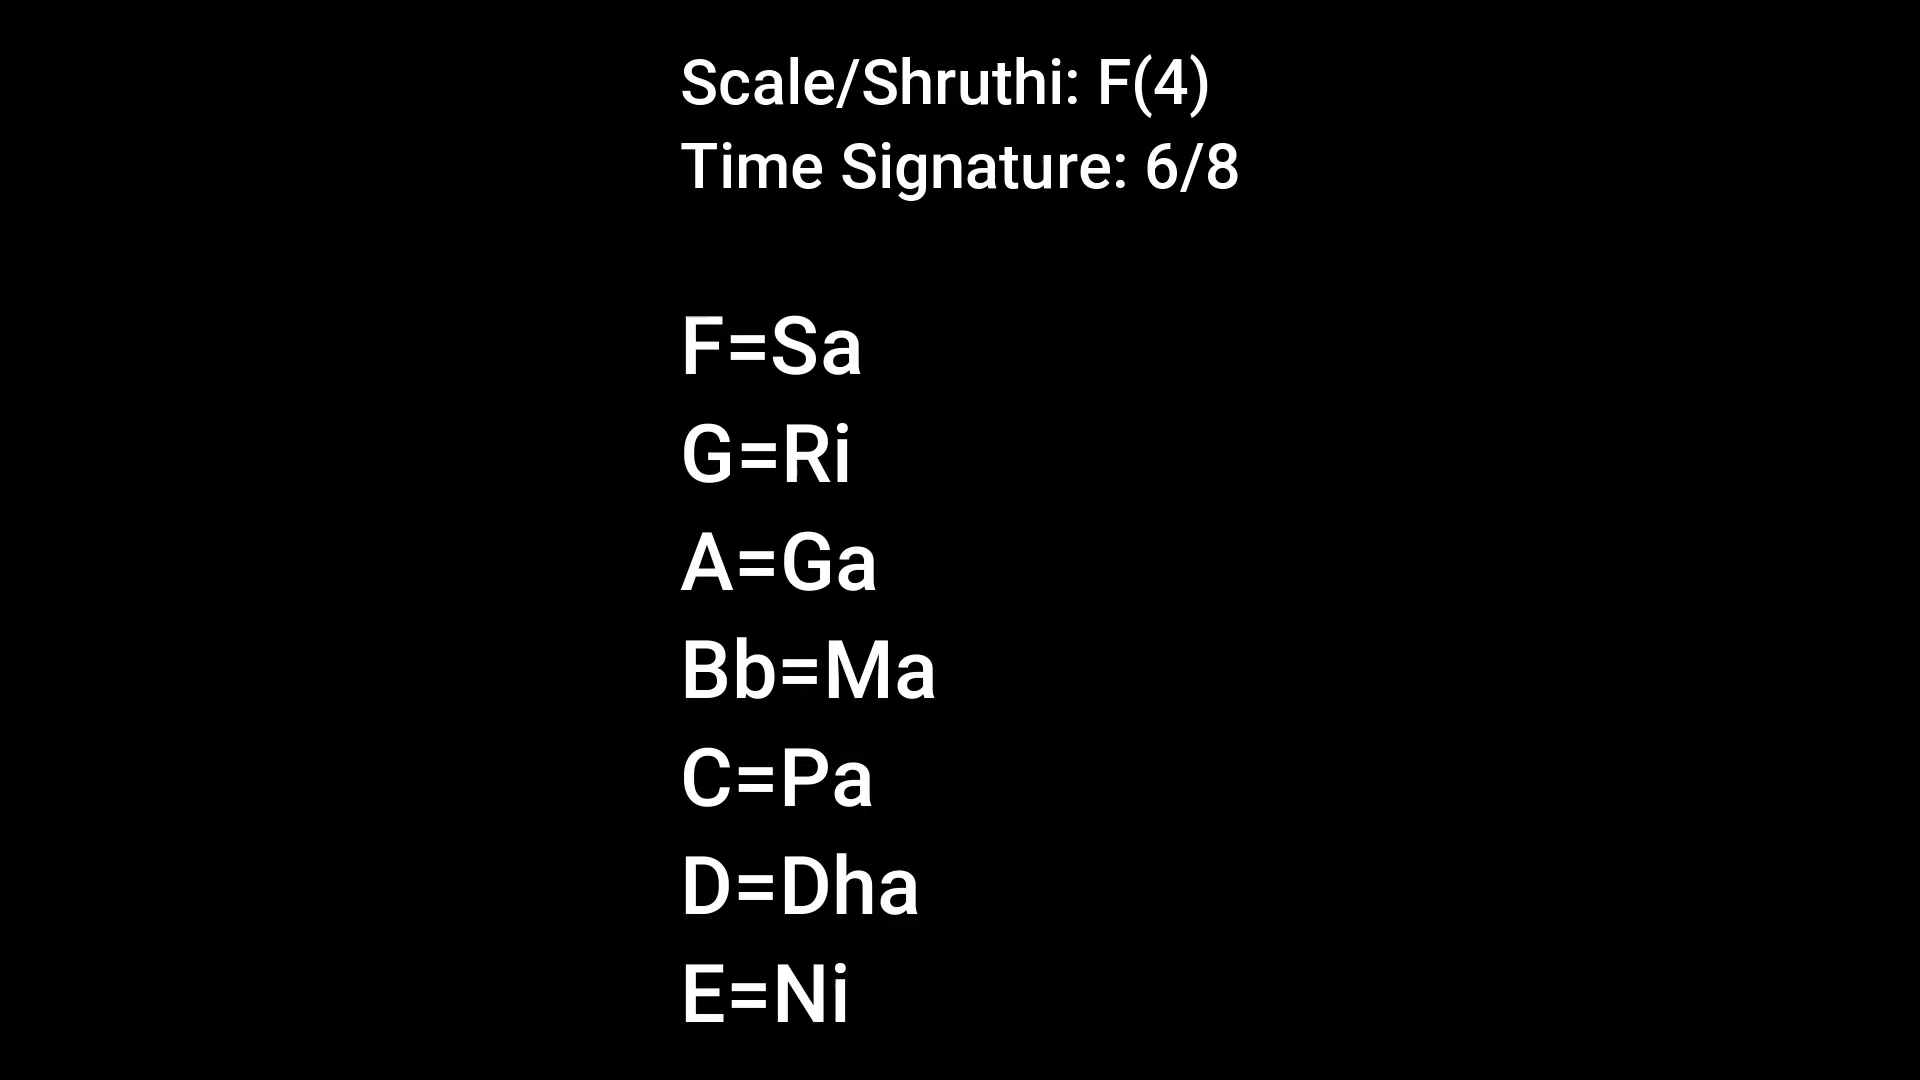 Scale/Shruthi: F(4)
Time Signature: 6/8
F=Sa
G=Ri
A=Ga
Bb=Ma
C=Pa
D=Dha
E=Ni